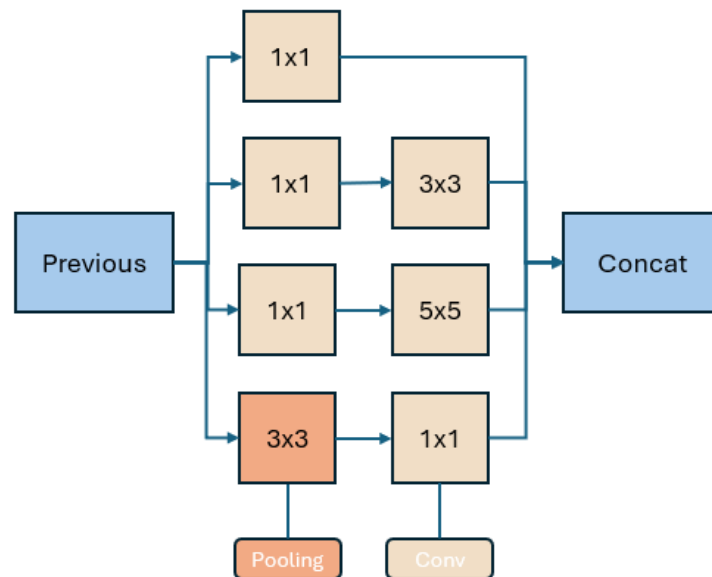 1x1
1x1
3x3
Previous
Concat
1x1
5x5
3x3
1x1
Pooling
Conv